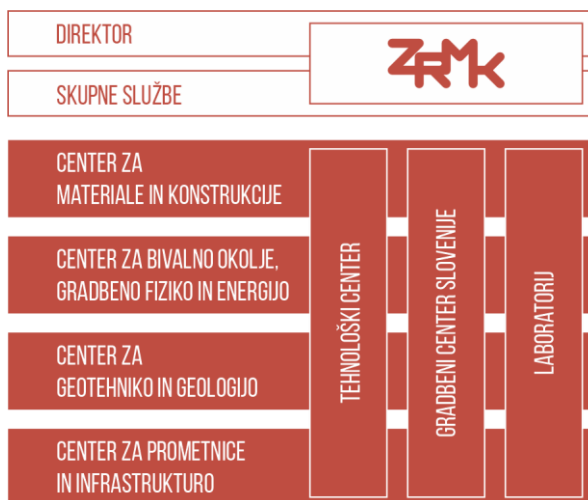 DIREKTOR
ZRMK
SKUPNE SLUŽBE
CENTER ZA
MATERIALE IN KONSTRUKCIJE
CENTER ZA BIVALNO OKOLJE,
GRADBENO FIZIKO IN ENERGIJO
CENTER ZA
GEOTEHNIKO IN GEOLOGIJO
CENTER ZA PROMETNICE
IN INFRASTRUKTURO
TEHNOLOŠKI CENTER
GRADBENI CENTER SLOVENIJE
LABORATORIJ